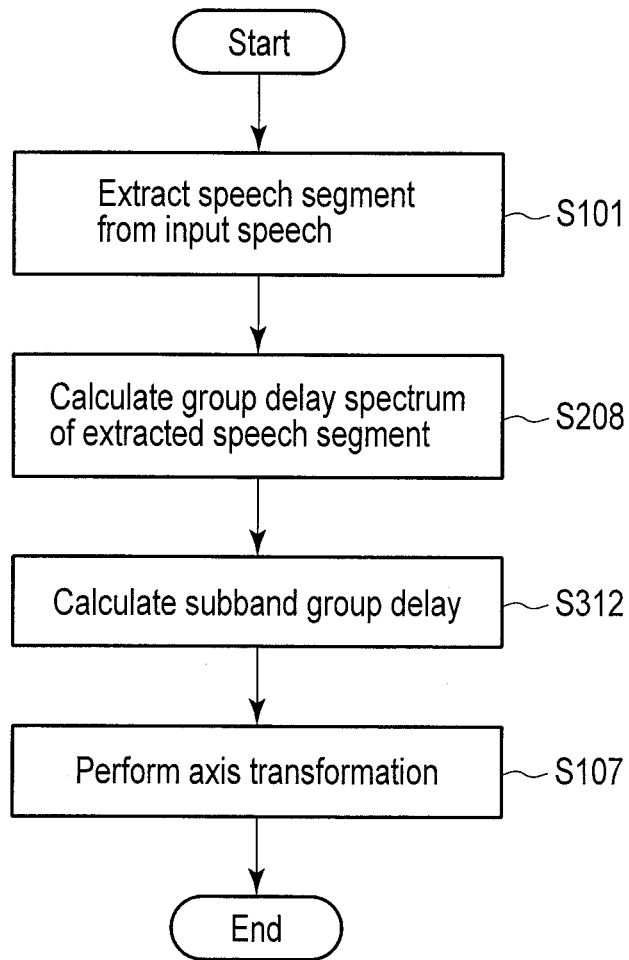 Start
Extract speech segment
from input speech
S101
Calculate group delay spectrum
of extracted speech segment
S208
Calculate subband group delay
S312
Perform axis transformation
S107
End